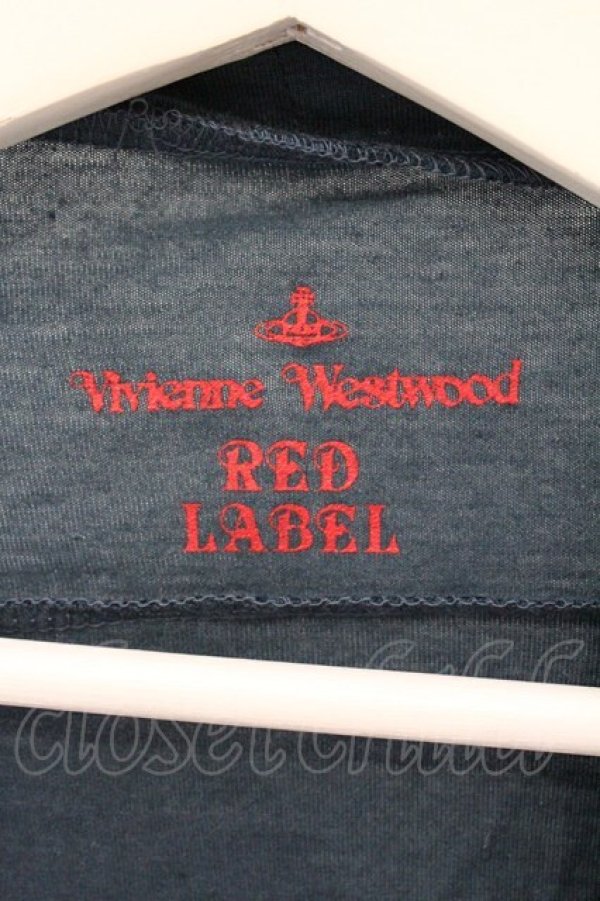 Vivienne Westwood
RED
LABEL
closet child